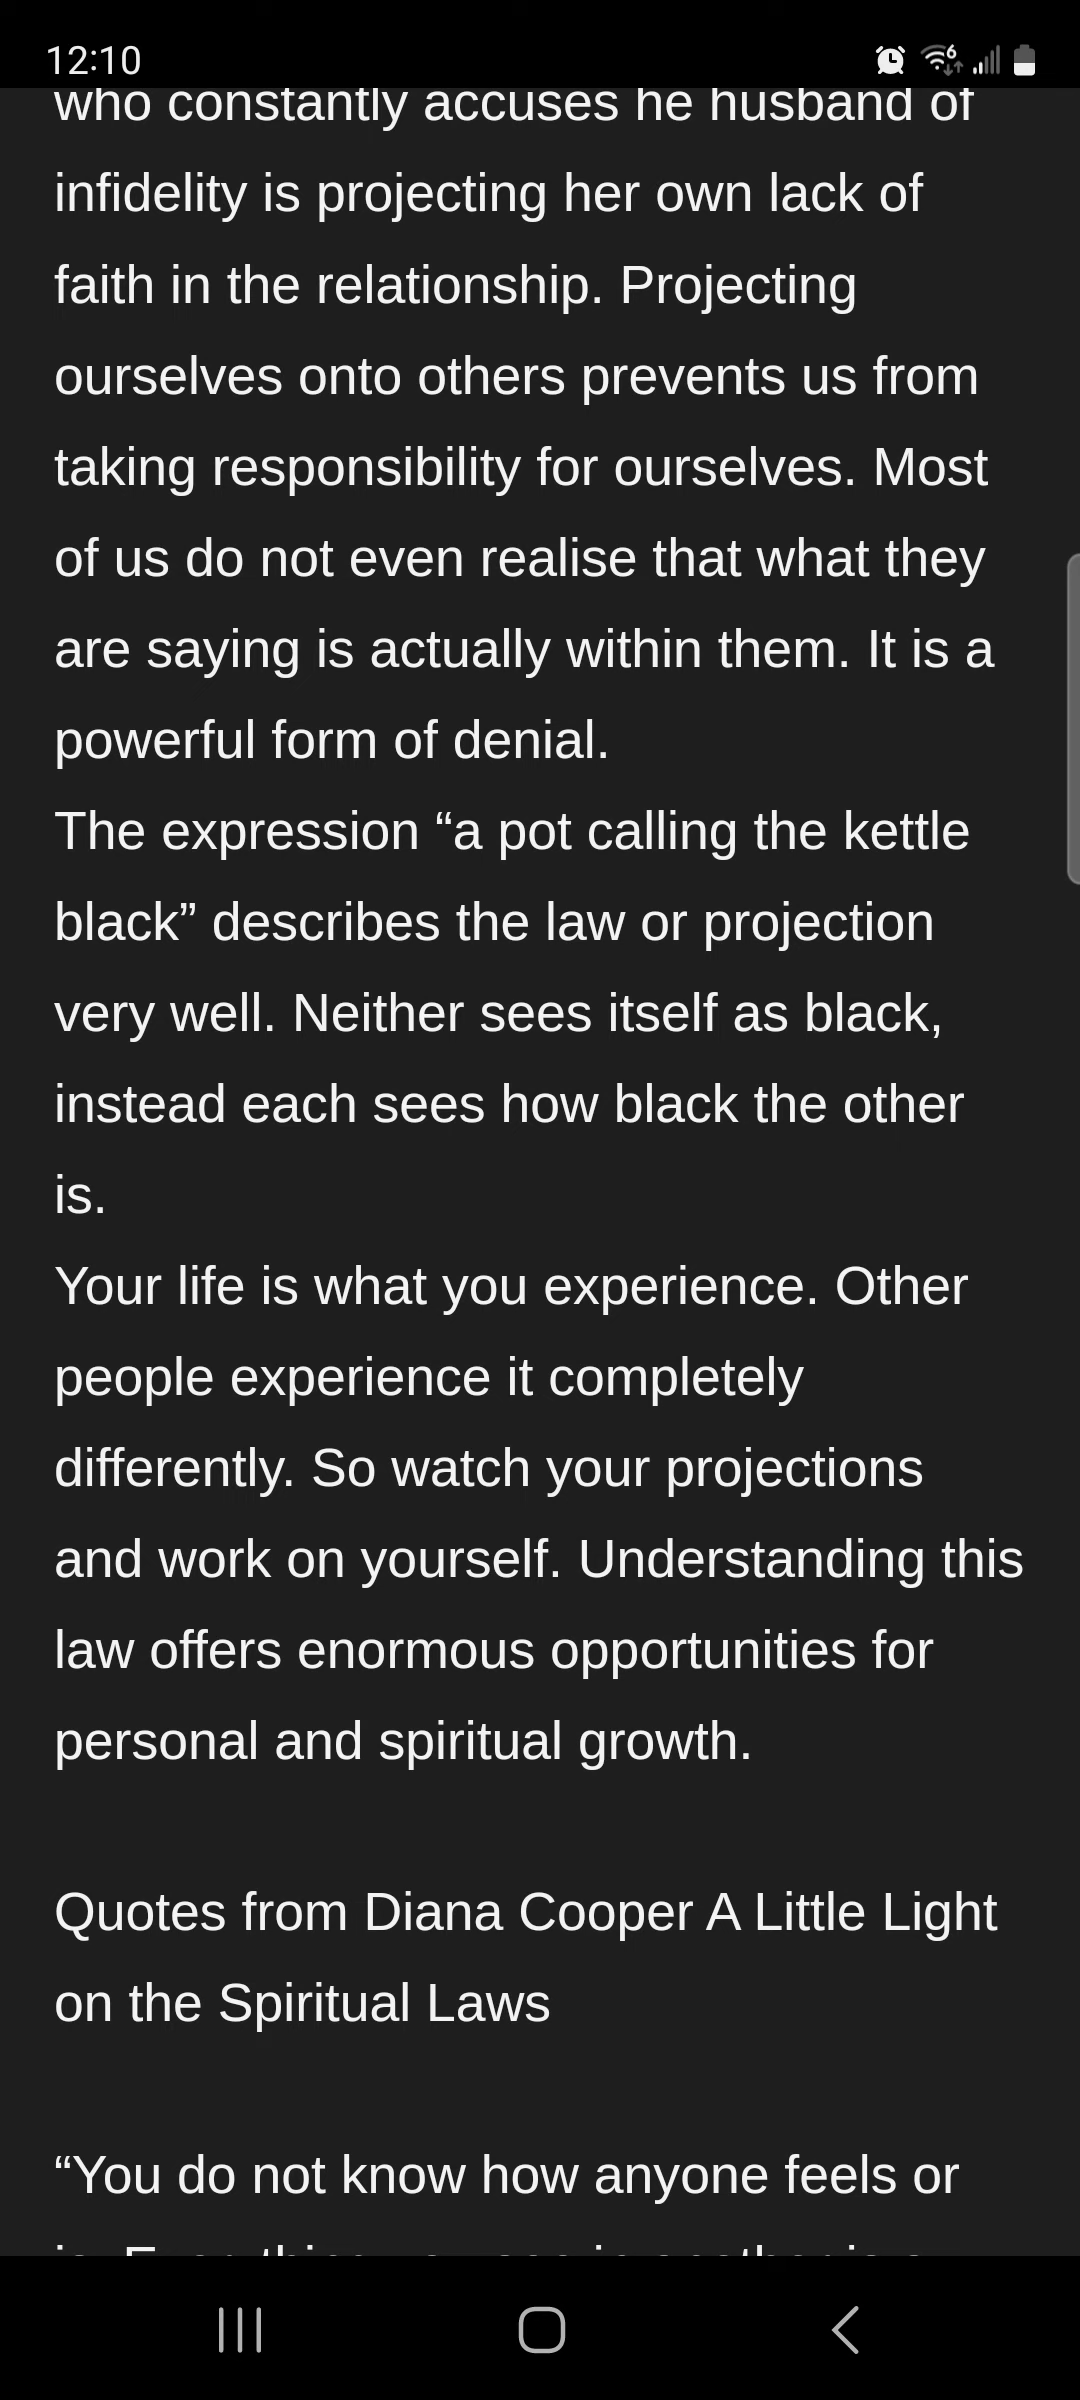 12:10
6
who constantly accuses he husband of
infidelity is projecting her own lack of
faith in the relationship. Projecting
ourselves onto others prevents us from
taking responsibility for ourselves. Most
of us do not even realise that what they
are saying is actually within them. It is a
powerful form of denial.
The expression “a pot calling the kettle
black” describes the law or projection
very well. Neither sees itself as black,
instead each sees how black the other
is.
Your life is what you experience. Other
people experience it completely
differently. So watch your projections
and work on yourself. Understanding this
law offers enormous opportunities for
personal and spiritual growth.
Quotes from Diana Cooper A Little Light
on the Spiritual Laws
“You do not know how anyone feels or